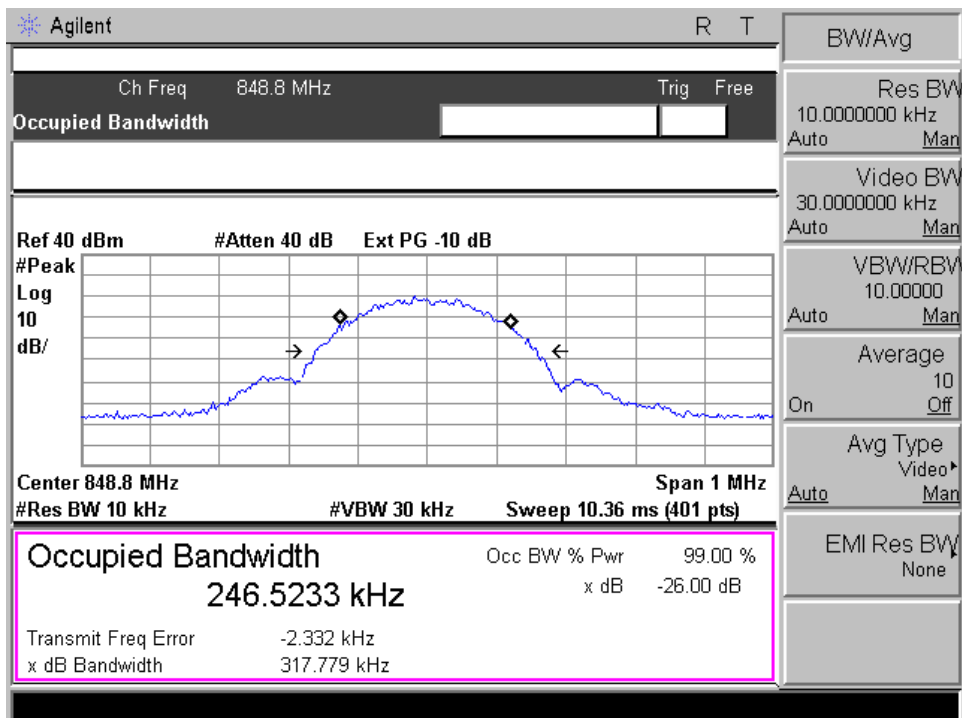 Agilent R T
Ch Freq 848.8 MHz Trig Free
Occupied Bandwidth
Ref 40 dBm #Atten 40 dB Ext PG -10 dB
#Peak
Log
10
dB/
Center 848.8 MHz Span 1 MHz
#Res BW 10 kHz #VBW 30 kHz Sweep 10.36 ms (401 pts)
Occupied Bandwidth Occ BW % Pwr 99.00 %
246.5233 kHz x dB -26.00 dB
Transmit Freq Error -2.332 kHz
x dB Bandwidth 317.779 kHz
BW/Avg
Res BW
10.0000000 kHz
Auto Man
Video BW
30.0000000 kHz
Auto Man
VBW/RBW
10.00000
Auto Man
Average
10
On Off
Avg Type
Video
Auto Man
EMI Res BW
None